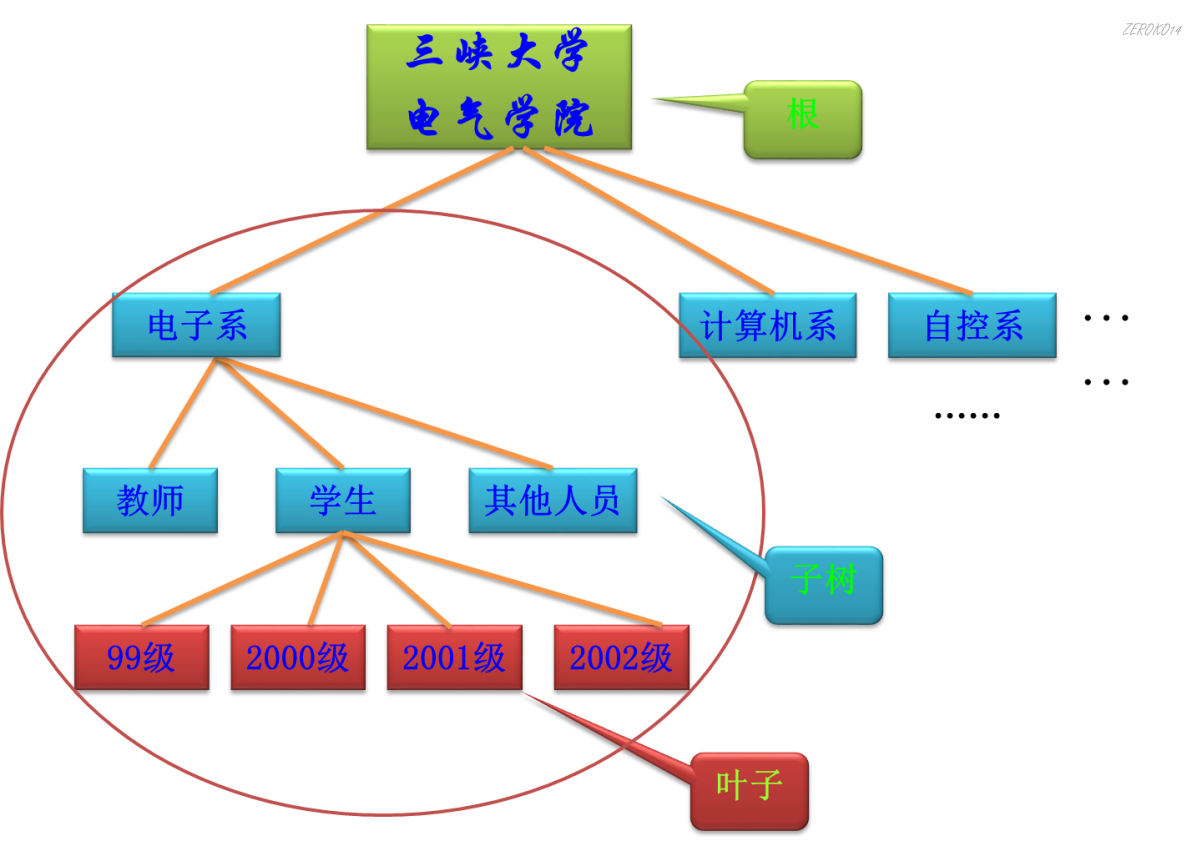 ZEROKO14
三峡大学
电气学院
根
电子系
计算机系
自控系
...
...
......
教师
学生
其他人员
子树
99级
2000级
2001级
2002级
叶子